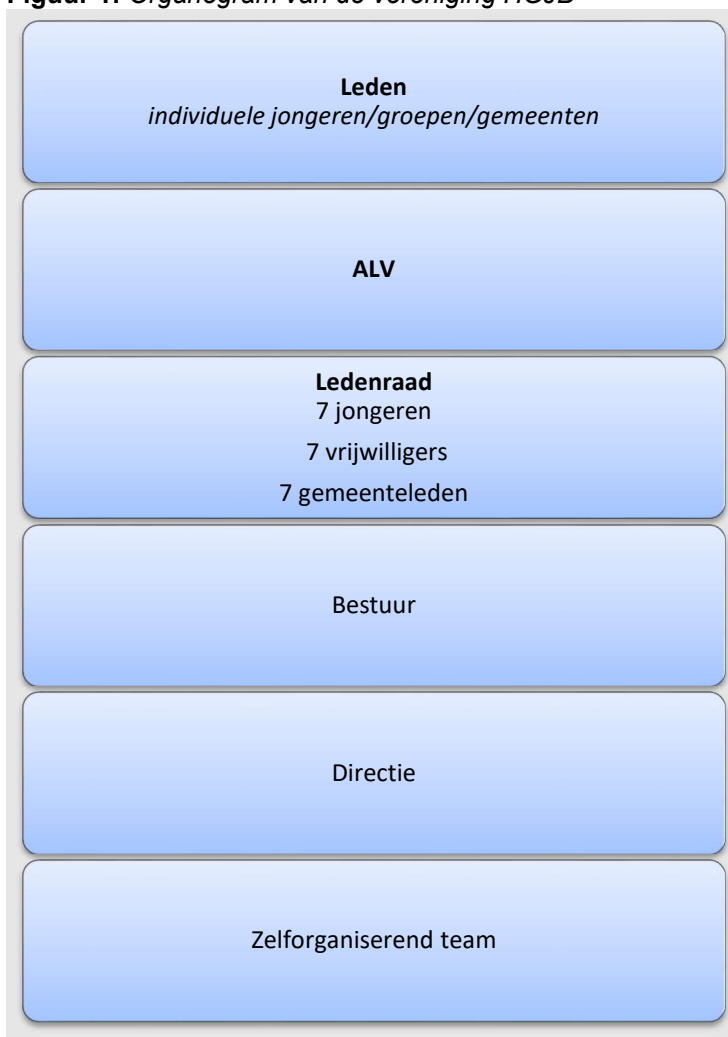 Figuur 1: Organogram van de vereniging HGJB
Leden
individuele jongeren/groepen/gemeenten
ALV
Ledenraad
7 jongeren
7 vrijwilligers
7 gemeenteleden
Bestuur
Directie
Zelforganiserend team